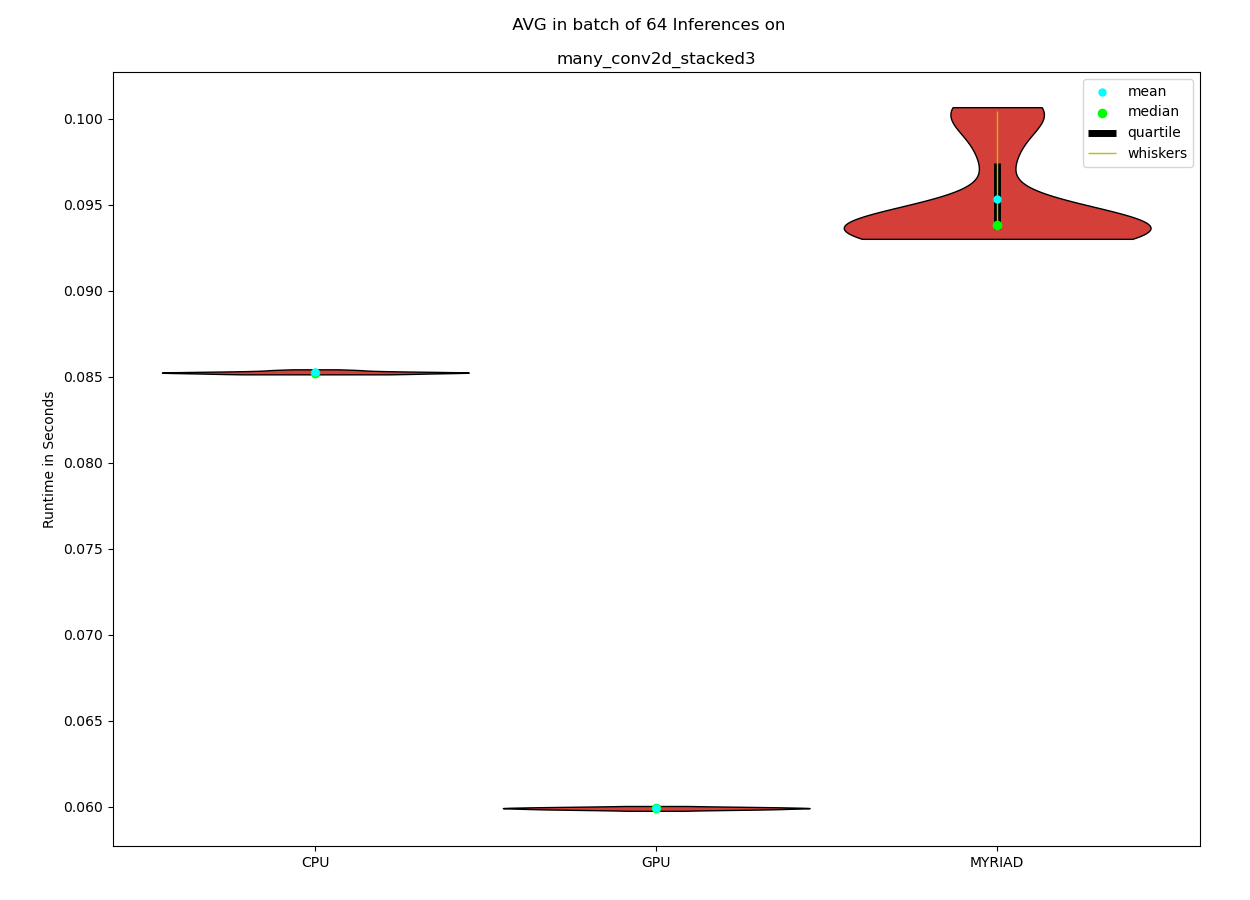 AVG in batch of 64 Inferences on
many_conv2d_stacked3
mean
median
quartile
whiskers
Runtime in Seconds
0.100
0.095
0.090
0.085
0.080
0.075
0.070
0.065
0.060
CPU
GPU
MYRIAD